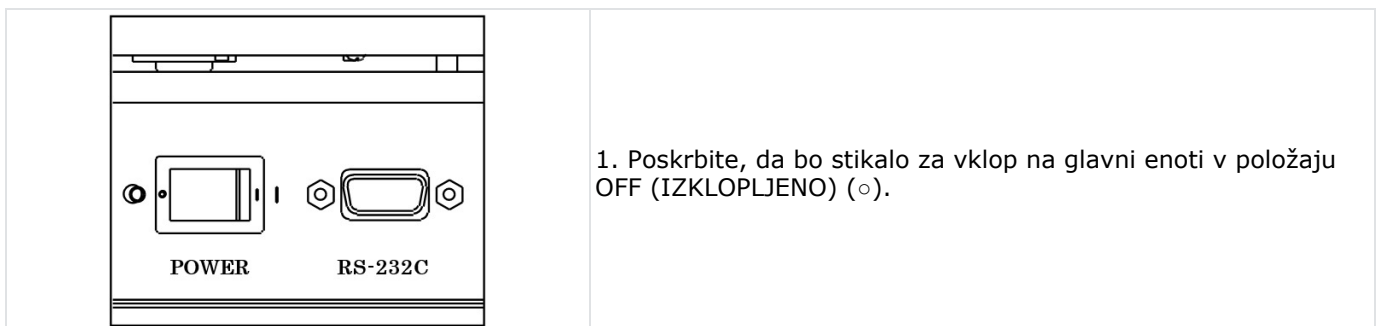 POWER RS-232C
1. Poskrbite, da bo stikalo za vklop na glavni enoti v položaju
OFF (IZKLOPLJENO) (○).